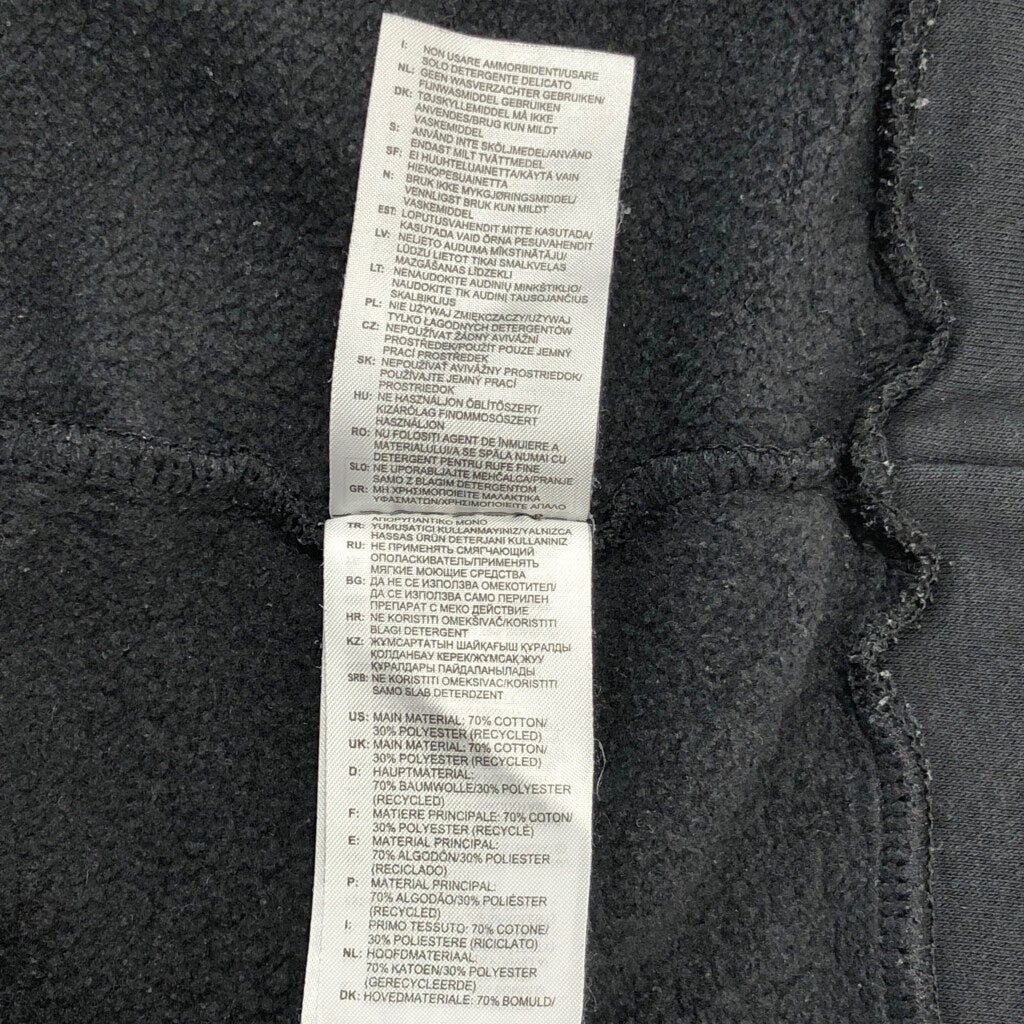 I: NON USARE AMMORBIDENTI/USARE
SOLO DETERGENTE DELICATO
NL: GEEN WASVERZACHTER GEBRUIKEN/
FIJNWASMIDDEL GEBRUIKEN
DK: TØJSKYLLEMIDDEL MÅ IKKE
ANVENDES/BRUG KUN MILDT
VASKEMIDDEL
S: ANVÄND INTE SKÖLJMEDEL/ANVÄND
ENDAST MILT TVÄTTMEDEL
SF: EI HUUHTELUAINETTA/KÄYTÄ VAIN
HIENOPESUAINETTA
N: BRUK IKKE MYKGJØRINGSMIDDEL/
VENNLIGST BRUK KUN MILDT
VASKEMIDDEL
EST: LOPUTUSVAHENDIT MITTE KASUTADA/
KASUTADA VAID ÕRNA PESUVAHENDIT
LV: NELIETO AUDUMA MĪKSTINĀTĀJU/
LŪDZU LIETOT TIKAI SMALKVEĻAS
MAZGĀŠANAS LĪDZEKLI
LT: NENAUDOKITE AUDINIŲ MINKŠTIKLIO/
NAUDOKITE TIK AUDINĮ TAUSOJANČIUS
SKALBIKLIUS
PL: NIE UŻYWAJ ZMIĘKCZACZY/UŻYWAJ
TYLKO ŁAGODNYCH DETERGENTÓW
CZ: NEPOUŽÍVAT ŽÁDNÝ AVIVÁŽNÍ
PROSTŘEDEK/POUŽÍT POUZE JEMNÝ
PRACÍ PROSTŘEDEK
SK: NEPOUŽÍVAŤ AVIVÁŽNY PROSTRIEDOK/
POUŽÍVAJTE JEMNÝ PRACÍ
PROSTRIEDOK
HU: NE HASZNÁLJON ÖBLÍTŐSZERT/
KIZÁRÓLAG FINOMMOSÓSZERT
HASZNÁLJON
RO: NU FOLOSIȚI AGENT DE ÎNMUIERE A
MATERIALULUI/A SE SPĂLA NUMAI CU
DETERGENT PENTRU RUFE FINE
SLO: NE UPORABLJAJTE MEHČALCA/PRANJE
SAMO Z BLAGIM DETERGENTOM
GR: ΜΗ ΧΡΗΣΙΜΟΠΟΙΕΙΤΕ ΜΑΛΑΚΤΙΚΑ
ΥΦΑΣΜΑΤΩΝ/ΧΡΗΣΙΜΟΠΟΙΕΙΤΕ ΑΠΑΛΟ
ΑΠΟΡΥΠΑΝΤΙΚΟ ΜΟΝΟ
TR: YUMUŞATICI KULLANMAYINIZ/YALNIZCA
HASSAS ÜRÜN DETERJANI KULLANINIZ
RU: НЕ ПРИМЕНЯТЬ СМЯГЧАЮЩИЙ
ОПОЛАСКИВАТЕЛЬ/ПРИМЕНЯТЬ
МЯГКИЕ МОЮЩИЕ СРЕДСТВА
BG: ДА НЕ СЕ ИЗПОЛЗВА ОМЕКОТИТЕЛ/
ДА СЕ ИЗПОЛЗВА САМО ПЕРИЛЕН
ПРЕПАРАТ С МЕКО ДЕЙСТВИЕ
HR: NE KORISTITI OMEKŠIVAČ/KORISTITI
BLAGI DETERGENT
KZ: ЖҰМСАРТАТЫН ШАЙҚАҒЫШ ҚҰРАЛДЫ
ҚОЛДАНБАУ КЕРЕК/ЖҰМСАҚ ЖУУ
ҚҰРАЛДАРЫ ПАЙДАЛАНЫЛАДЫ
SRB: NE KORISTITI OMEKSIVAC/KORISTITI
SAMO SLAB DETERDZENT
US: MAIN MATERIAL: 70% COTTON/
30% POLYESTER (RECYCLED)
UK: MAIN MATERIAL: 70% COTTON/
30% POLYESTER (RECYCLED)
D: HAUPTMATERIAL:
70% BAUMWOLLE/30% POLYESTER
(RECYCLED)
F: MATIERE PRINCIPALE: 70% COTON/
30% POLYESTER (RECYCLÉ)
E: MATERIAL PRINCIPAL:
70% ALGODÓN/30% POLIESTER
(RECICLADO)
P: MATERIAL PRINCIPAL:
70% ALGODÃO/30% POLIÉSTER
(RECYCLED)
I: PRIMO TESSUTO: 70% COTONE/
30% POLIESTERE (RICICLATO)
NL: HOOFDMATERIAAL:
70% KATOEN/30% POLYESTER
(GERECYCLEERDE)
DK: HOVEDMATERIALE: 70% BOMULD/